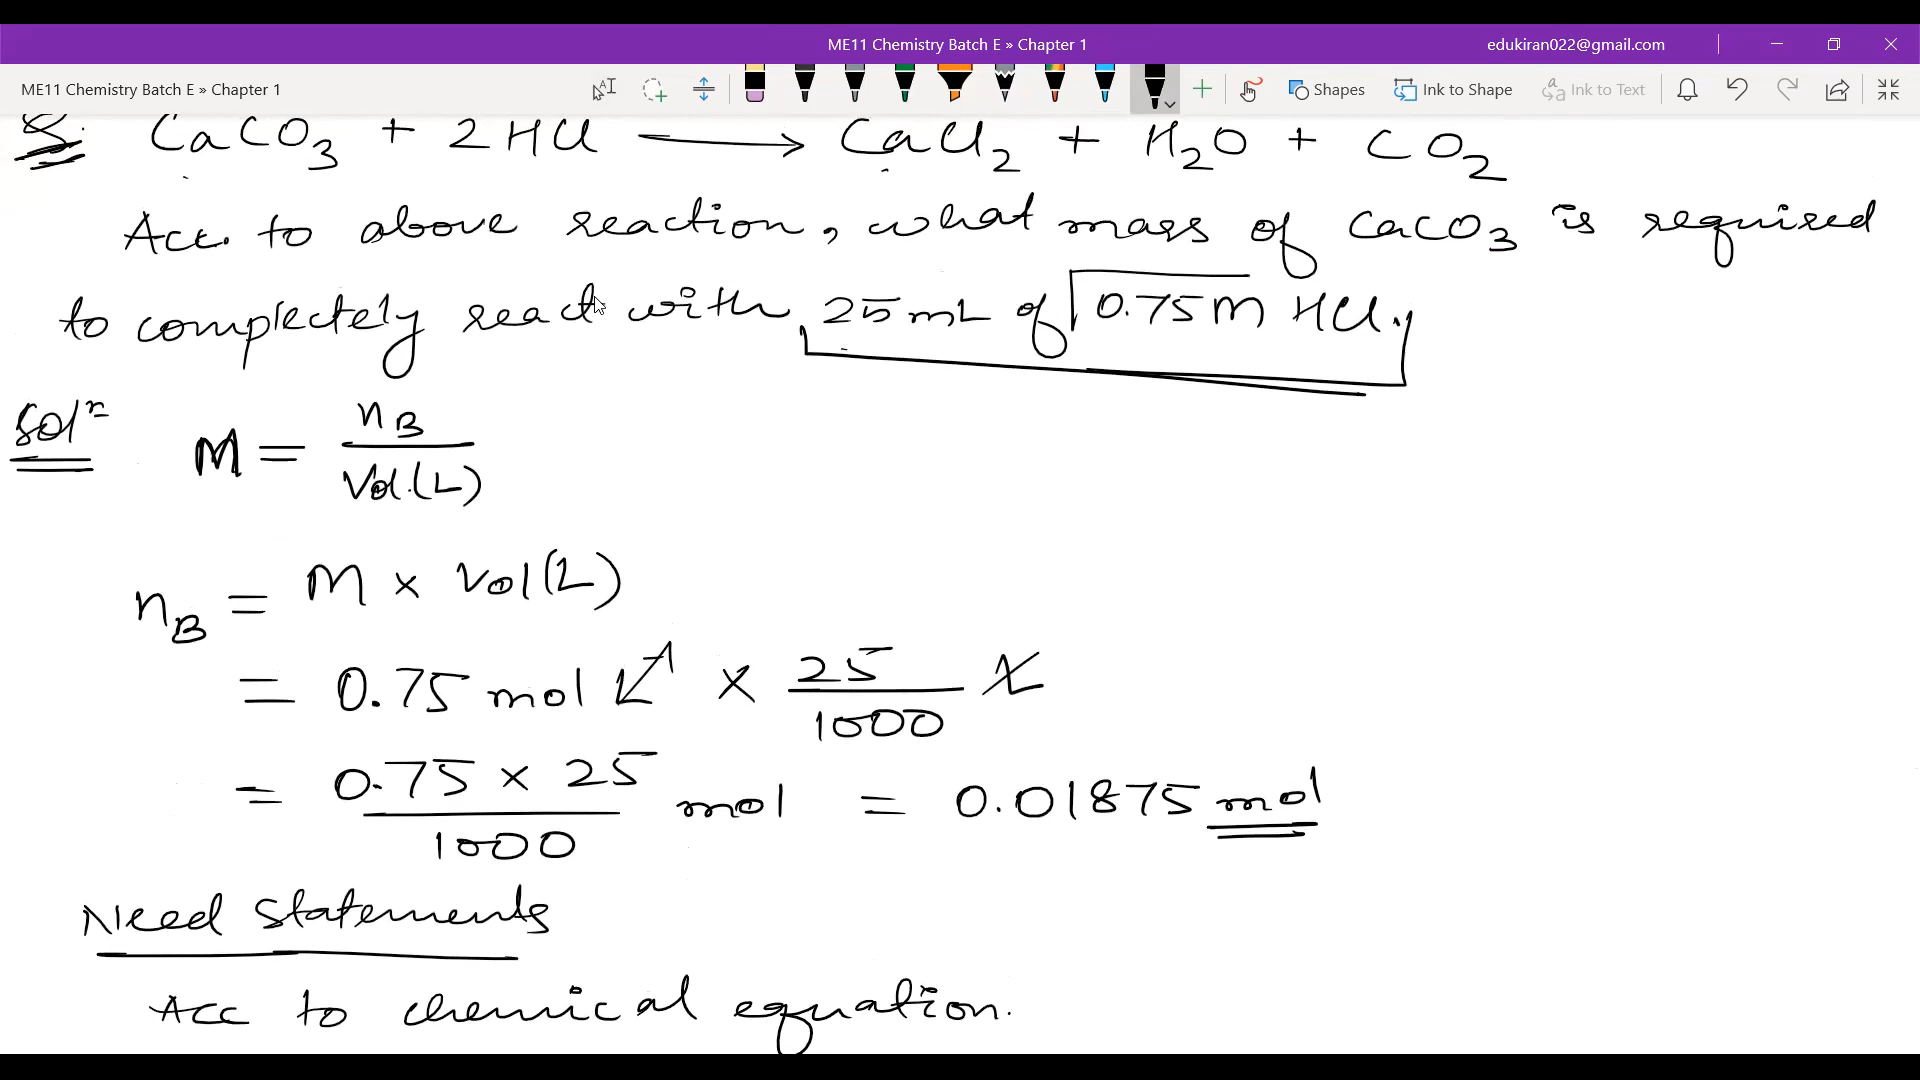 ME11 Chemistry Batch E » Chapter 1
edukiran022@gmail.com
ME11 Chemistry Batch E » Chapter 1
Shapes
Ink to Shape
Ink to Text
Q. CaCO3 + 2HCl → CaCl2 + H2O + CO2
Acc. to above reaction, what mass of CaCO3 is required
to completely react with 25 mL of 0.75 M HCl.
Solⁿ M = nB / Vol.(L)
nB = M × Vol(L)
= 0.75 mol L⁻¹ × 25/1000 L
= 0.75 × 25 / 1000 mol = 0.01875 mol
Need statements
Acc to chemical equation.